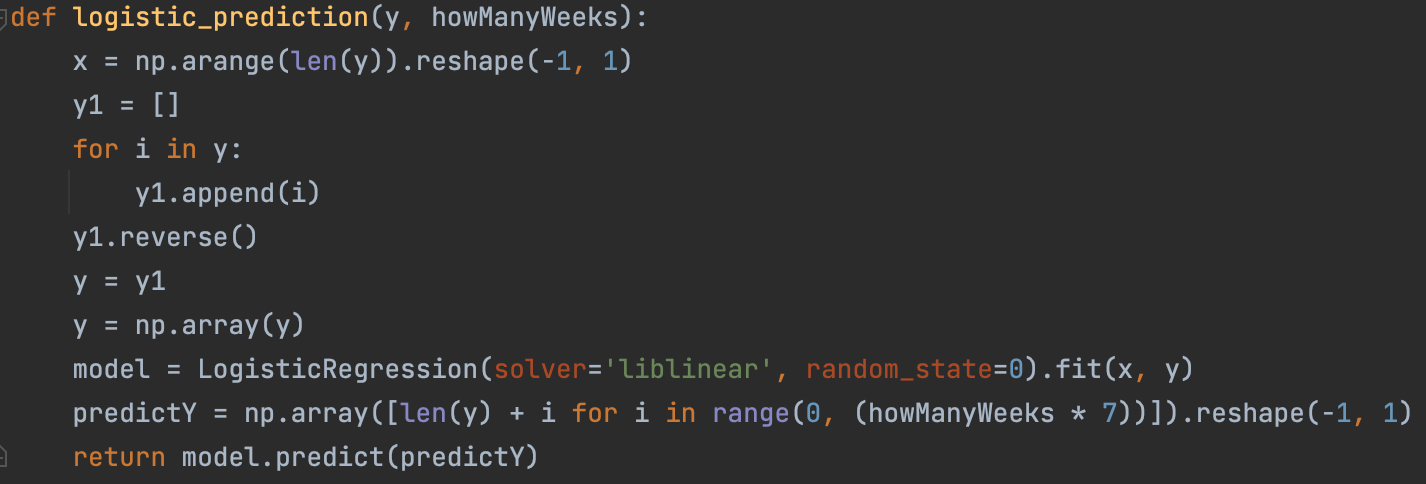 def logistic_prediction(y, howManyWeeks):
    x = np.arange(len(y)).reshape(-1, 1)
    y1 = []
    for i in y:
        y1.append(i)
    y1.reverse()
    y = y1
    y = np.array(y)
    model = LogisticRegression(solver='liblinear', random_state=0).fit(x, y)
    predictY = np.array([len(y) + i for i in range(0, (howManyWeeks * 7))]).reshape(-1, 1)
    return model.predict(predictY)